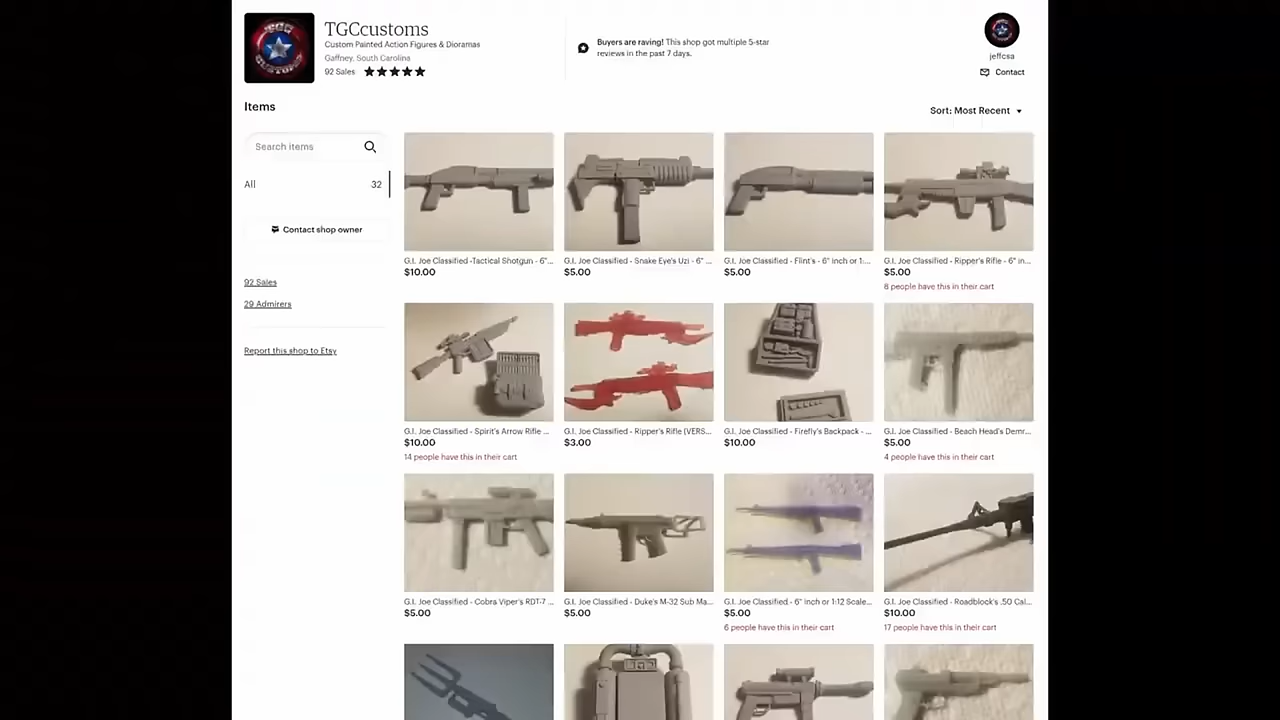 TGC
CUSTOMS
TGCcustoms
Custom Painted Action Figures & Dioramas
Gaffney, South Carolina
92 Sales
Buyers are raving! This shop got multiple 5-star
reviews in the past 7 days.
jeffcsa
Contact
Items
Sort: Most Recent
Search items
All 32
Contact shop owner
92 Sales
29 Admirers
Report this shop to Etsy
G.I. Joe Classified -Tactical Shotgun - 6"...
$10.00
G.I. Joe Classified - Snake Eye's Uzi - 6" ...
$5.00
G.I. Joe Classified - Flint's - 6" inch or 1:...
$5.00
G.I. Joe Classified - Ripper's Rifle - 6" in...
$5.00
8 people have this in their cart
G.I. Joe Classified - Spirit's Arrow Rifle ...
$10.00
14 people have this in their cart
G.I. Joe Classified - Ripper's Rifle (VERS...
$3.00
G.I. Joe Classified - Firefly's Backpack - ...
$10.00
G.I. Joe Classified - Beach Head's Demr...
$5.00
4 people have this in their cart
G.I. Joe Classified - Cobra Viper's RDT-7 ...
$5.00
G.I. Joe Classified - Duke's M-32 Sub Ma...
$5.00
G.I. Joe Classified - 6" inch or 1:12 Scale...
$5.00
6 people have this in their cart
G.I. Joe Classified - Roadblock's .50 Cal...
$10.00
17 people have this in their cart